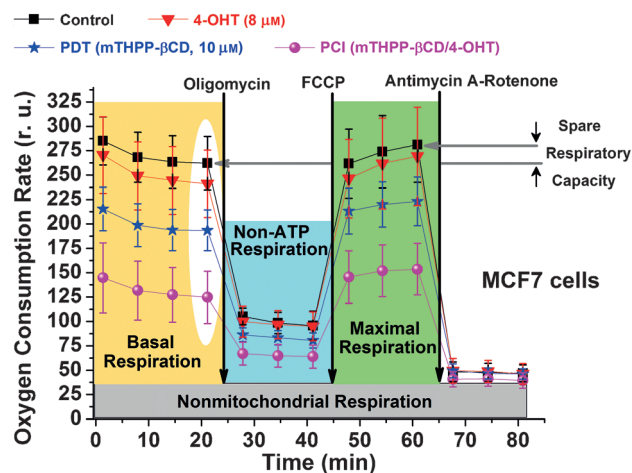 Control
4-OHT (8 μM)
PDT (mTHPP-βCD, 10 μM)
PCI (mTHPP-βCD/4-OHT)
Oligomycin
FCCP
Antimycin A-Rotenone
Oxygen Consumption Rate (r. u.)
325
300
275
250
225
200
175
150
125
100
75
50
25
0
Spare
Respiratory
Capacity
Non-ATP
Respiration
MCF7 cells
Basal
Respiration
Maximal
Respiration
Nonmitochondrial Respiration
0 10 20 30 40 50 60 70 80
Time (min)